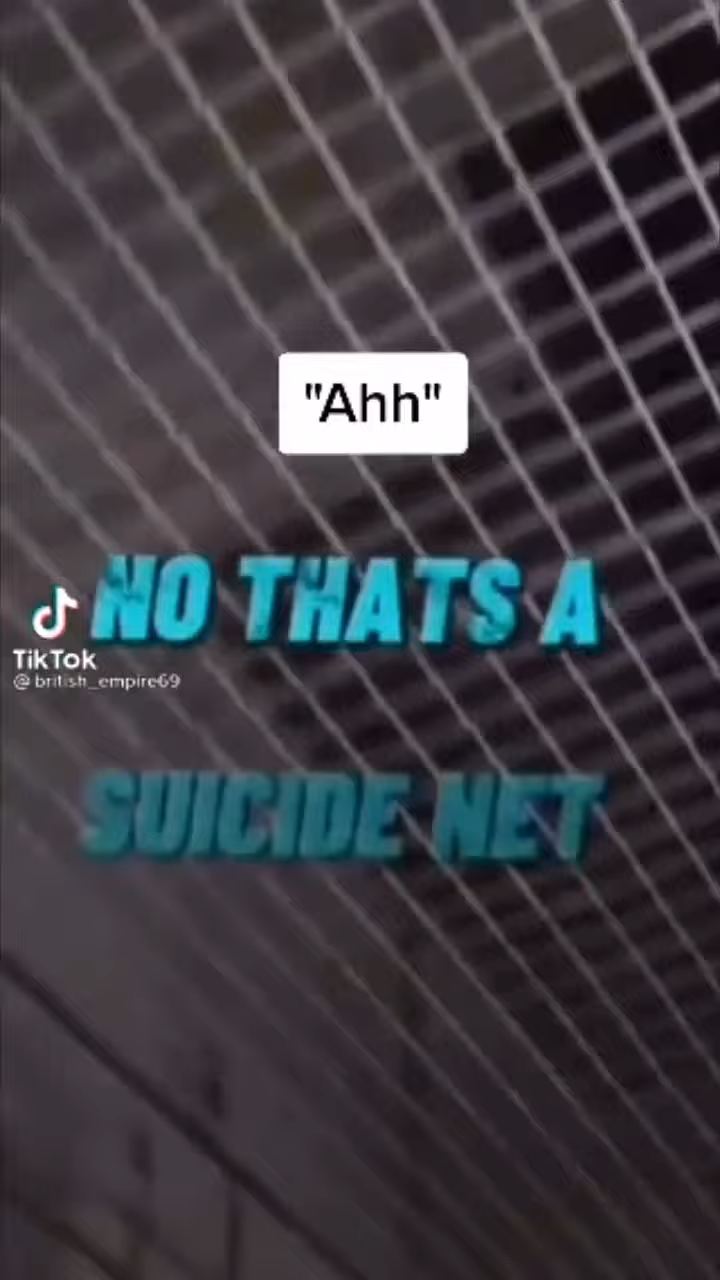 "Ahh"
NO THATS A
TikTok
@british_empire69
SUICIDE NET